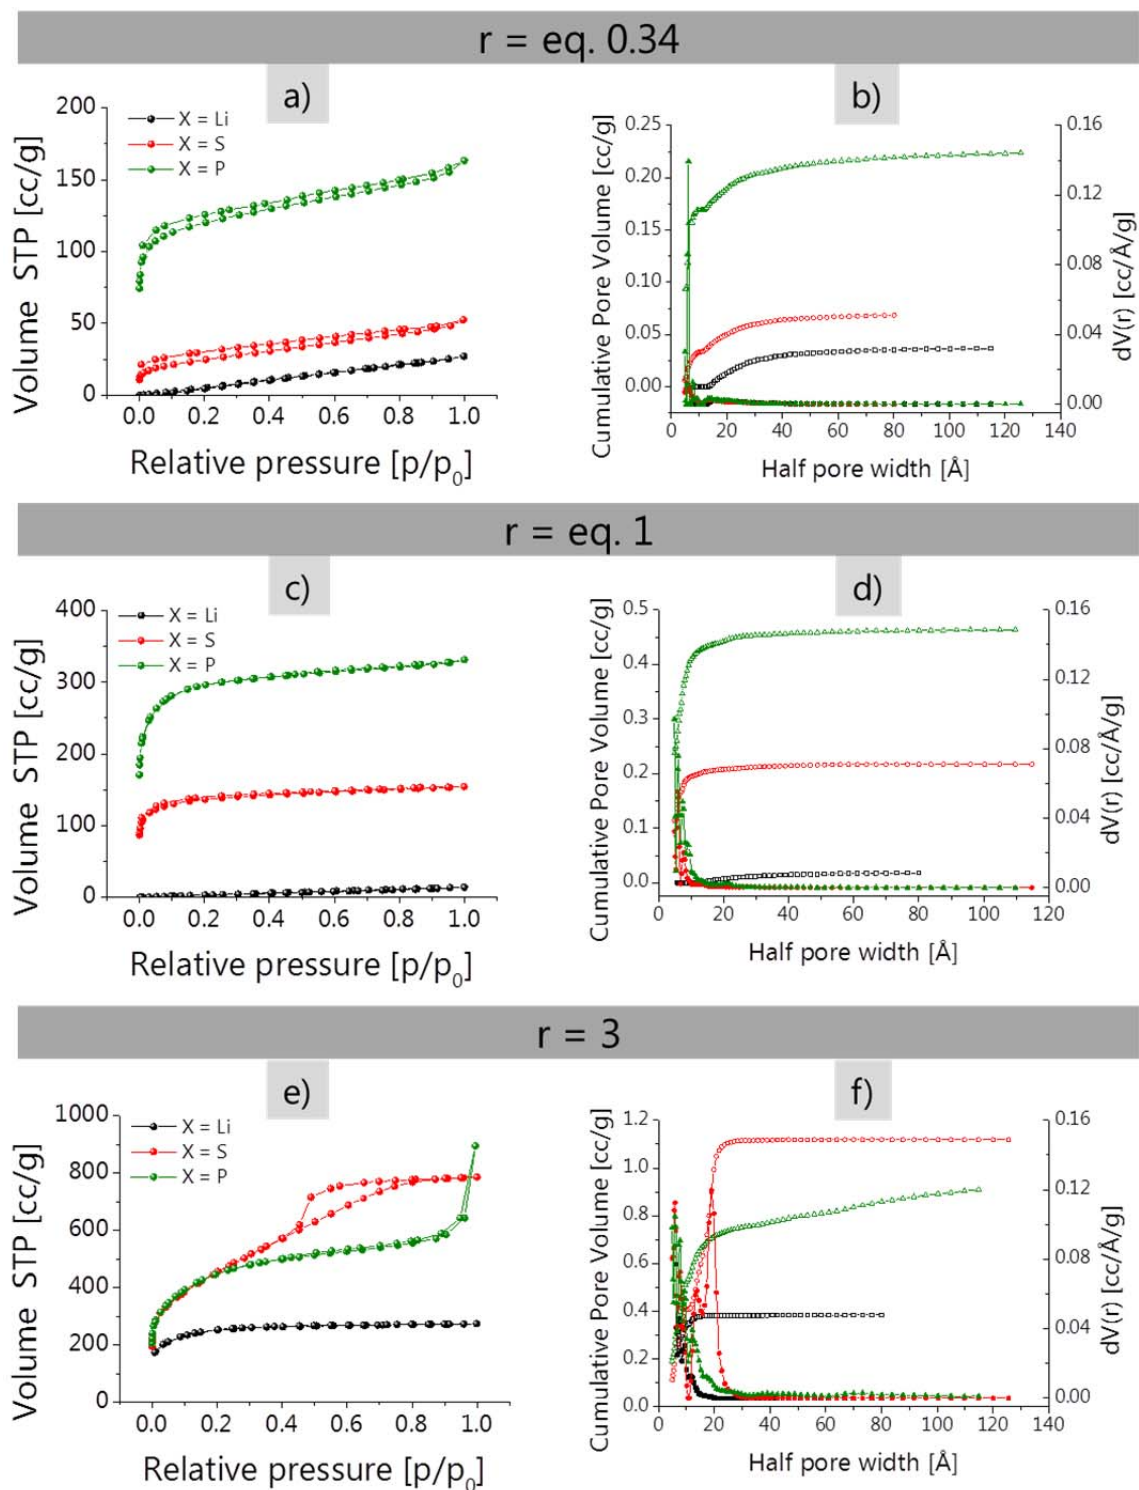 r = eq. 0.34
a)
b)
Volume STP [cc/g]
200
150
100
50
0
X = Li
X = S
X = P
0.0 0.2 0.4 0.6 0.8 1.0
Relative pressure [p/p0]
Cumulative Pore Volume [cc/g]
0.25
0.20
0.15
0.10
0.05
0.00
0 20 40 60 80 100 120 140
Half pore width [Å]
0.16
0.12
0.08
0.04
0.00
dV(r) [cc/Å/g]
r = eq. 1
c)
d)
Volume STP [cc/g]
400
300
200
100
0
X = Li
X = S
X = P
0.0 0.2 0.4 0.6 0.8 1.0
Relative pressure [p/p0]
Cumulative Pore Volume [cc/g]
0.5
0.4
0.3
0.2
0.1
0.0
0 20 40 60 80 100 120
Half pore width [Å]
0.16
0.12
0.08
0.04
0.00
dV(r) [cc/Å/g]
r = 3
e)
f)
Volume STP [cc/g]
1000
800
600
400
200
0
X = Li
X = S
X = P
0.0 0.2 0.4 0.6 0.8 1.0
Relative pressure [p/p0]
Cumulative Pore Volume [cc/g]
1.2
1.0
0.8
0.6
0.4
0.2
0.0
0 20 40 60 80 100 120 140
Half pore width [Å]
0.16
0.12
0.08
0.04
0.00
dV(r) [cc/Å/g]